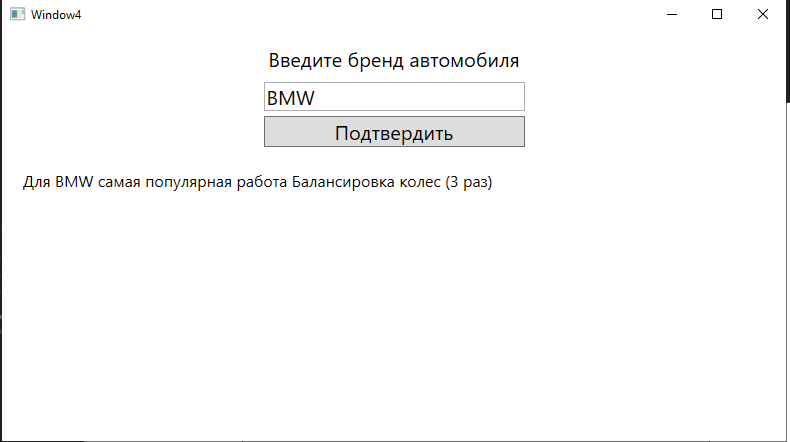 Window4
Введите бренд автомобиля
BMW
Подтвердить
Для BMW самая популярная работа Балансировка колес (3 раз)